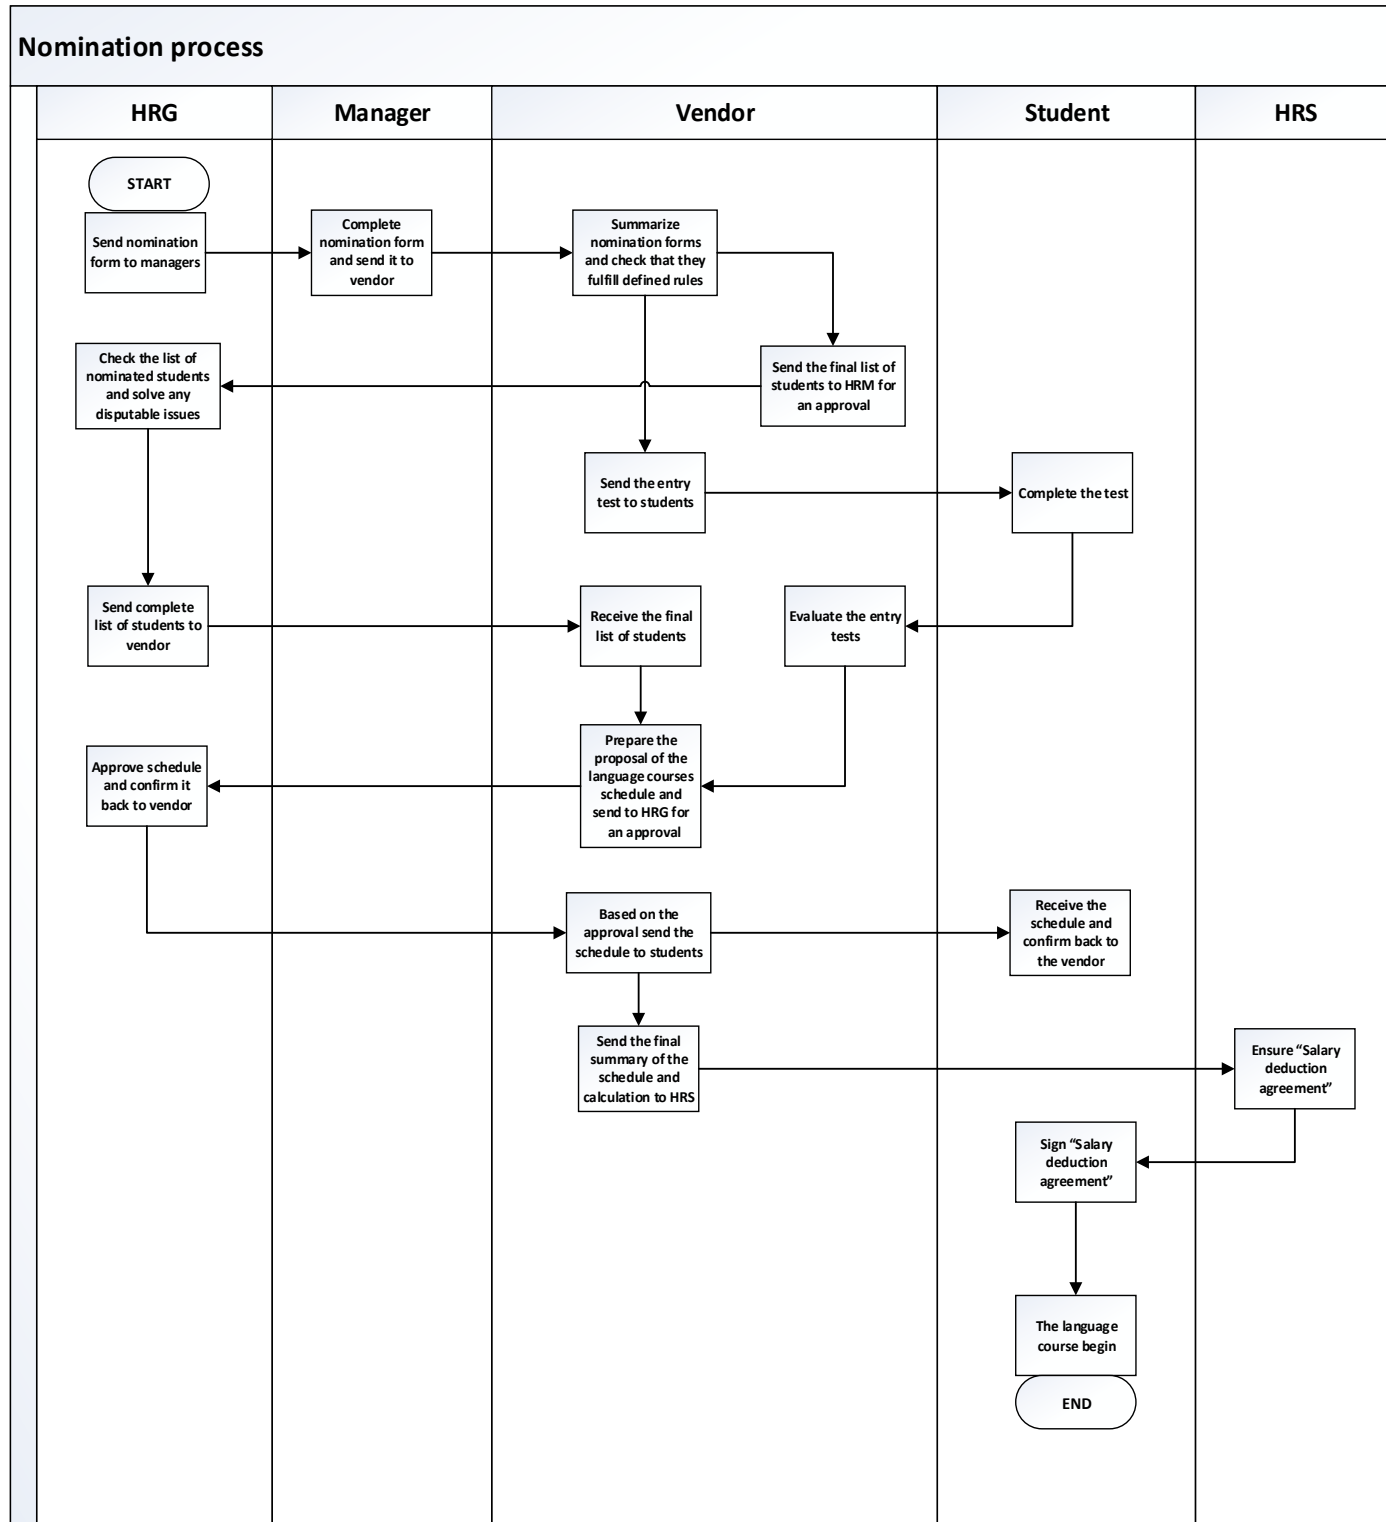 Nomination process
HRG
Manager
Vendor
Student
HRS
START
Send nomination
form to managers
Complete
nomination form
and send it to
vendor
Summarize
nomination forms
and check that they
fulfill defined rules
Check the list of
nominated students
and solve any
disputable issues
Send the final list of
students to HRM for
an approval
Send the entry
test to students
Complete the test
Send complete
list of students to
vendor
Receive the final
list of students
Evaluate the entry
tests
Approve schedule
and confirm it
back to vendor
Prepare the
proposal of the
language courses
schedule and
send to HRG for
an approval
Based on the
approval send the
schedule to students
Receive the
schedule and
confirm back to
the vendor
Send the final
summary of the
schedule and
calculation to HRS
Ensure “Salary
deduction
agreement”
Sign “Salary
deduction
agreement”
The language
course begin
END